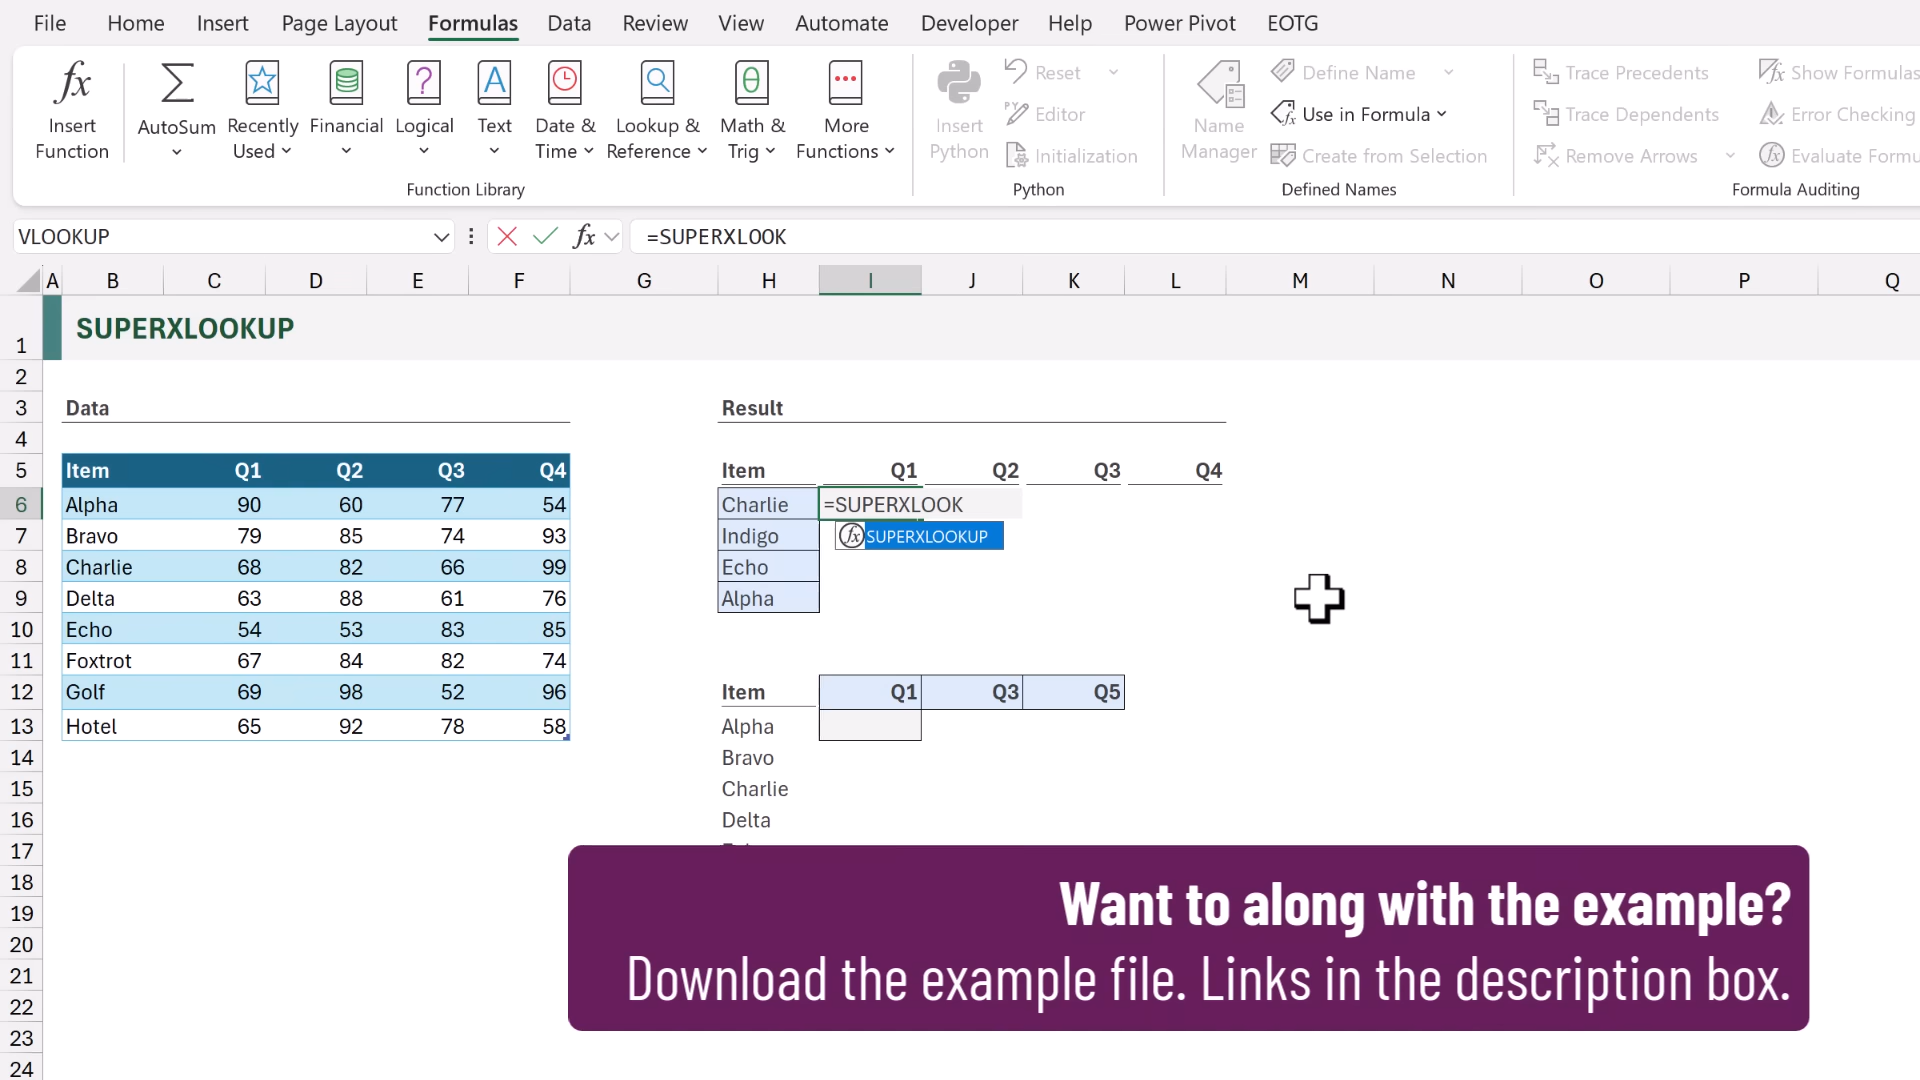 File Home Insert Page Layout Formulas Data Review View Automate Developer Help Power Pivot EOTG
Insert Function
AutoSum
Recently Used
Financial
Logical
Text
Date & Time
Lookup & Reference
Math & Trig
More Functions
Function Library
Insert Python
Reset
Editor
Initialization
Python
Name Manager
Define Name
Use in Formula
Create from Selection
Defined Names
Trace Precedents
Trace Dependents
Remove Arrows
Show Formulas
Error Checking
Evaluate Formu
Formula Auditing
VLOOKUP fx =SUPERXLOOK
A B C D E F G H I J K L M N O P Q
1 SUPERXLOOKUP
2
3 Data Result
4
5 Item Q1 Q2 Q3 Q4 Item Q1 Q2 Q3 Q4
6 Alpha 90 60 77 54 Charlie =SUPERXLOOK
7 Bravo 79 85 74 93 Indigo fx SUPERXLOOKUP
8 Charlie 68 82 66 99 Echo
9 Delta 63 88 61 76 Alpha
10 Echo 54 53 83 85
11 Foxtrot 67 84 82 74
12 Golf 69 98 52 96 Item Q1 Q3 Q5
13 Hotel 65 92 78 58 Alpha
14 Bravo
15 Charlie
16 Delta
17
18
19
20
21
22
23
24
Want to along with the example?
Download the example file. Links in the description box.